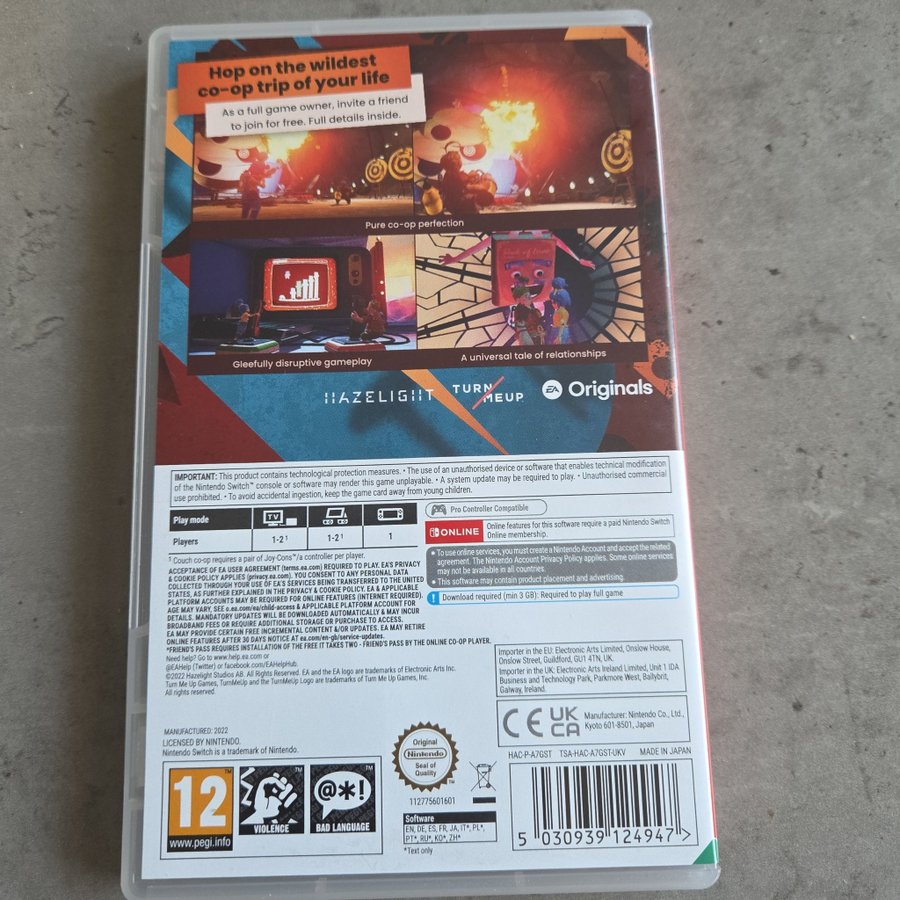 Hop on the wildest
co-op trip of your life
As a full game owner, invite a friend
to join for free. Full details inside.
Pure co-op perfection
Gleefully disruptive gameplay
A universal tale of relationships
HAZELIGHT
TURN
MEUP
EA Originals
IMPORTANT: This product contains technological protection measures. • The use of an unauthorised device or software that enables technical modification
of the Nintendo Switch™ console or software may render this game unplayable. • A system update may be required to play. • Unauthorised commercial
use prohibited. • To avoid accidental ingestion, keep the game card away from young children.
Play mode
TV
Players
1-2¹
1-2¹
1
Pro Controller Compatible
ONLINE
Online features for this software require a paid Nintendo Switch
Online membership.
• To use online services, you must create a Nintendo Account and accept the related
agreement. The Nintendo Account Privacy Policy applies. Some online services
may not be available in all countries.
• This software may contain product placement and advertising.
! Download required (min 3 GB): Required to play full game
¹ Couch co-op requires a pair of Joy-Cons™/a controller per player.
ACCEPTANCE OF EA USER AGREEMENT (terms.ea.com) REQUIRED TO PLAY. EA'S PRIVACY
& COOKIE POLICY APPLIES (privacy.ea.com). YOU CONSENT TO ANY PERSONAL DATA
COLLECTED THROUGH YOUR USE OF EA'S SERVICES BEING TRANSFERRED TO THE UNITED
STATES, AS FURTHER EXPLAINED IN THE PRIVACY & COOKIE POLICY. EA & APPLICABLE
PLATFORM ACCOUNTS MAY BE REQUIRED FOR ONLINE FEATURES (INTERNET REQUIRED).
AGE MAY VARY, SEE o.ea.com/ea/child-access & APPLICABLE PLATFORM ACCOUNT FOR
DETAILS. MANDATORY UPDATES WILL BE DOWNLOADED AUTOMATICALLY & MAY INCUR
BROADBAND FEES OR REQUIRE ADDITIONAL STORAGE OR PURCHASE TO ACCESS.
EA MAY PROVIDE CERTAIN FREE INCREMENTAL CONTENT &/OR UPDATES. EA MAY RETIRE
ONLINE FEATURES AFTER 30 DAYS NOTICE AT ea.com/en-gb/service-updates.
*FRIEND'S PASS REQUIRES INSTALLATION OF THE FREE IT TAKES TWO - FRIEND'S PASS BY THE ONLINE CO-OP PLAYER.
Need help? Go to www.help.ea.com or
@EAHelp (Twitter) or facebook.com/EAHelpHub.
©2022 Hazelight Studios AB. All Rights Reserved. EA and the EA logo are trademarks of Electronic Arts Inc.
Turn Me Up Games, TurnMeUp and the TurnMeUp Logo are trademarks of Turn Me Up Games, Inc.
All rights reserved.
Importer in the EU: Electronic Arts Limited, Onslow House,
Onslow Street, Guildford, GU1 4TN, UK.
Importer in the UK: Electronic Arts Ireland Limited, Unit 1 IDA
Business and Technology Park, Parkmore West, Ballybrit,
Galway, Ireland.
CE UK
CA
Manufacturer: Nintendo Co., Ltd.,
Kyoto 601-8501, Japan
MANUFACTURED: 2022
LICENSED BY NINTENDO.
Nintendo Switch is a trademark of Nintendo.
HAC-P-A7GST TSA-HAC-A7GST-UKV MADE IN JAPAN
12
www.pegi.info
VIOLENCE
@*!
BAD LANGUAGE
Original
Nintendo
Seal of
Quality
112775601601
Software
EN, DE, ES, FR, JA, IT*, PL*,
PT*, RU*, KO*, ZH*
*Text only
5 030939 124947 >